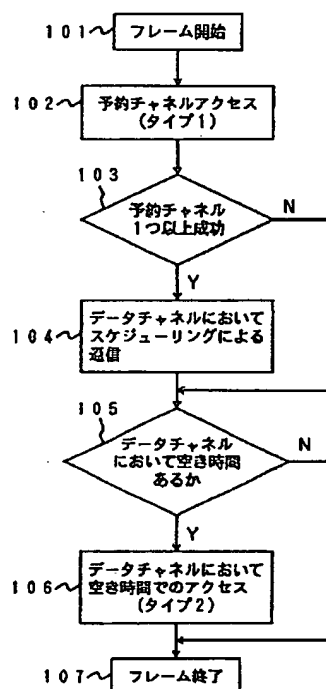 101
フレーム開始
102
予約チャネルアクセス
(タイプ1)
103
予約チャネル
1つ以上成功
N
Y
104
データチャネルにおいて
スケジューリングによる
返信
105
データチャネル
において空き時間
あるか
N
Y
106
データチャネルにおいて
空き時間でのアクセス
(タイプ2)
107
フレーム終了